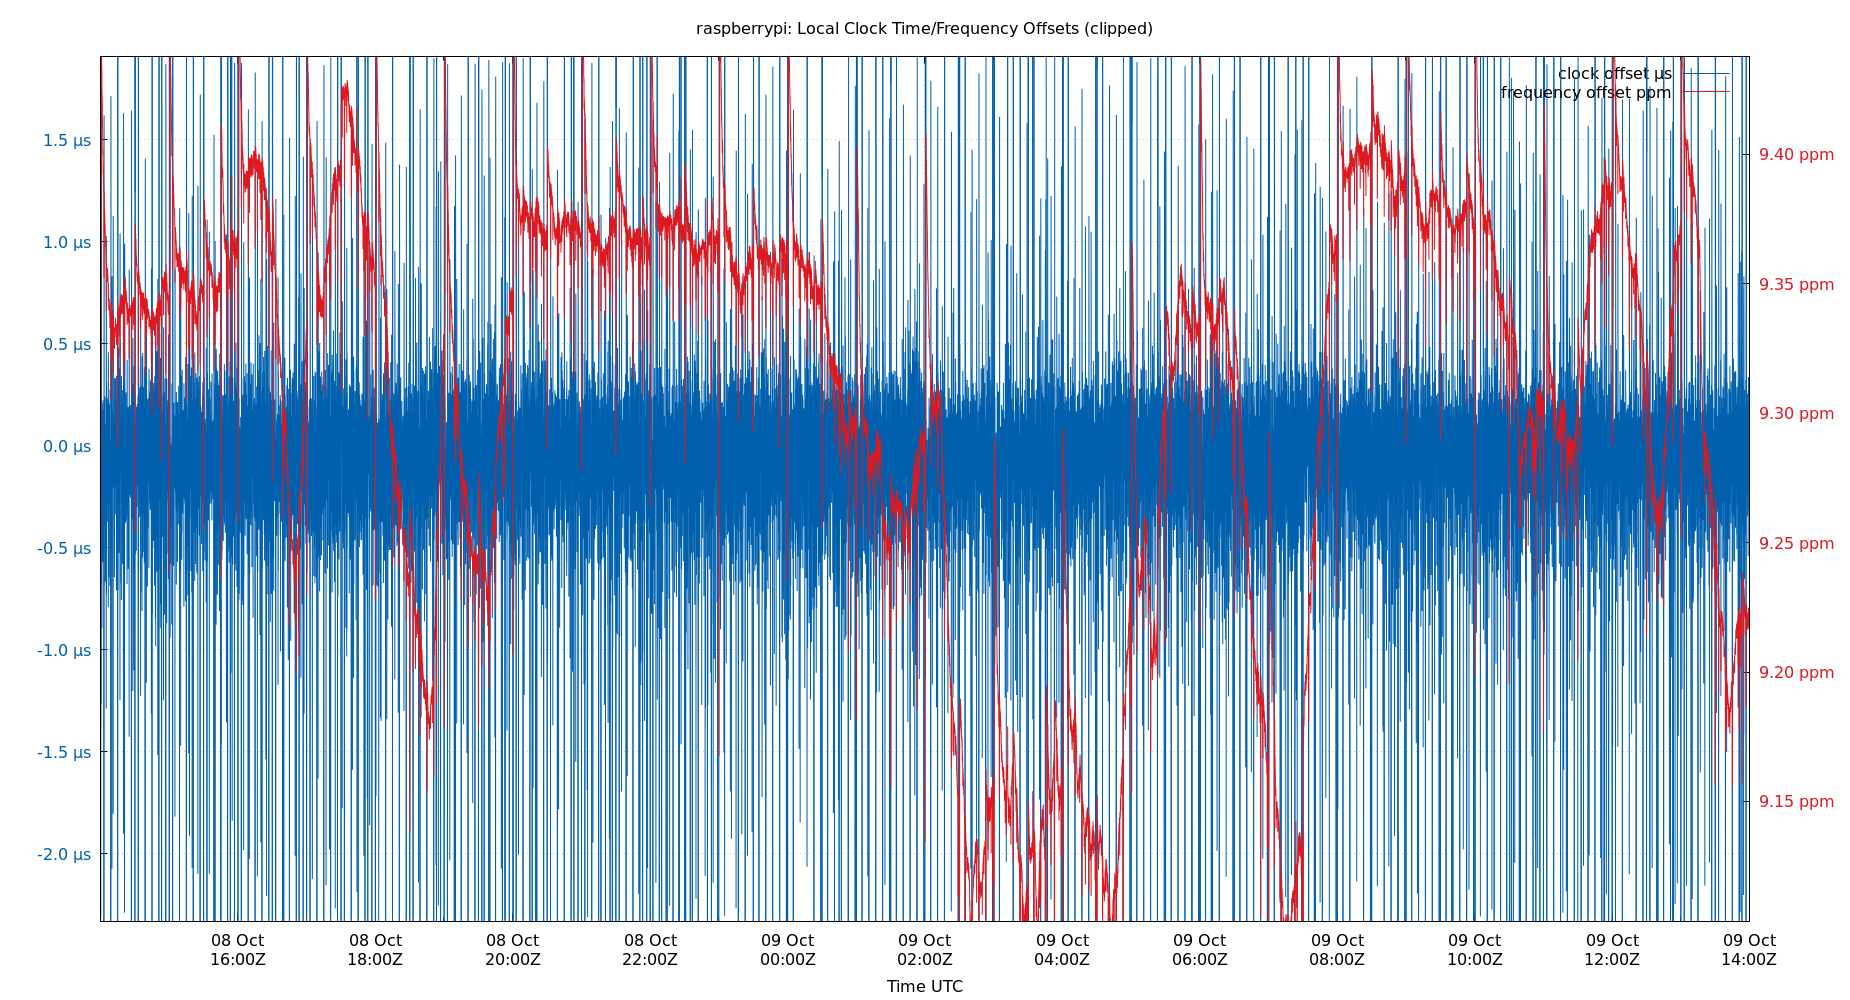 raspberrypi: Local Clock Time/Frequency Offsets (clipped)
clock offset µs
frequency offset ppm
1.5 µs
1.0 µs
0.5 µs
0.0 µs
-0.5 µs
-1.0 µs
-1.5 µs
-2.0 µs
9.40 ppm
9.35 ppm
9.30 ppm
9.25 ppm
9.20 ppm
9.15 ppm
08 Oct 08 Oct 08 Oct 08 Oct 09 Oct 09 Oct 09 Oct 09 Oct 09 Oct 09 Oct 09 Oct 09 Oct
16:00Z 18:00Z 20:00Z 22:00Z 00:00Z 02:00Z 04:00Z 06:00Z 08:00Z 10:00Z 12:00Z 14:00Z
Time UTC